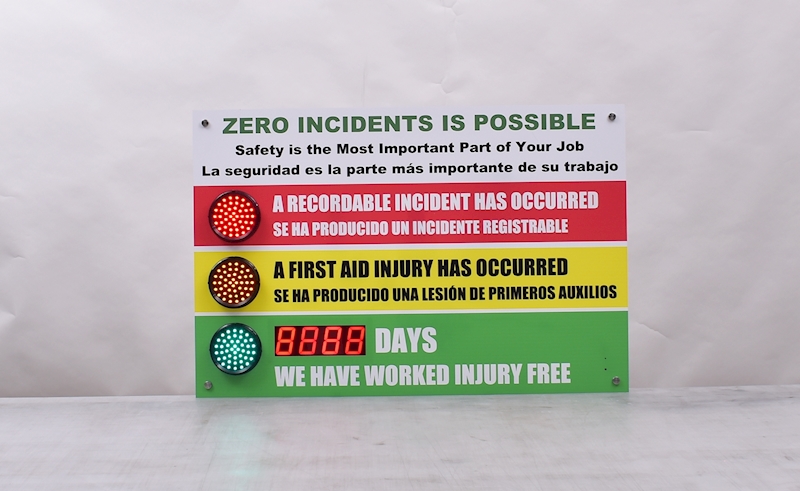 ZERO INCIDENTS IS POSSIBLE
Safety is the Most Important Part of Your Job
La seguridad es la parte más importante de su trabajo
A RECORDABLE INCIDENT HAS OCCURRED
SE HA PRODUCIDO UN INCIDENTE REGISTRABLE
A FIRST AID INJURY HAS OCCURRED
SE HA PRODUCIDO UNA LESIÓN DE PRIMEROS AUXILIOS
8888 DAYS
WE HAVE WORKED INJURY FREE